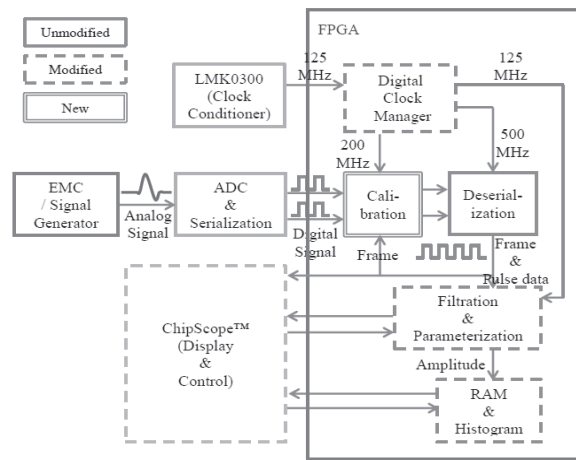 Unmodified
Modified
New
FPGA
125
MHz
125
MHz
LMK0300
(Clock
Conditioner)
Digital
Clock
Manager
200
MHz
500
MHz
EMC
/ Signal
Generator
Analog
Signal
ADC
&
Serialization
Digital
Signal
Cali-
bration
Deserial-
ization
Frame
Frame
&
Pulse data
ChipScope™
(Display
&
Control)
Filtration
&
Parameterization
Amplitude
RAM
&
Histogram